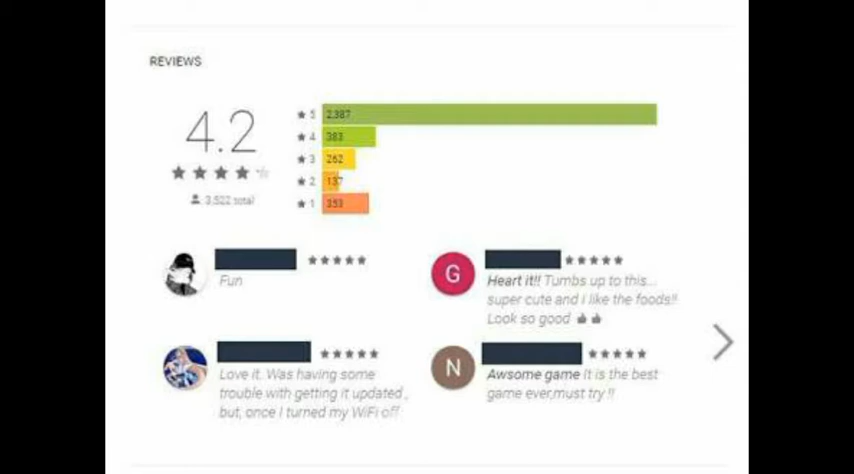 REVIEWS
4.2
3,522 total
5 2,387
4 383
3 262
2 137
1 353
Fun
G
Heart it!! Tumbs up to this...
super cute and I like the foods!!
Look so good
Love it. Was having some
trouble with getting it updated,
but, once I turned my WiFi off
N
Awsome game It is the best
game ever,must try !!